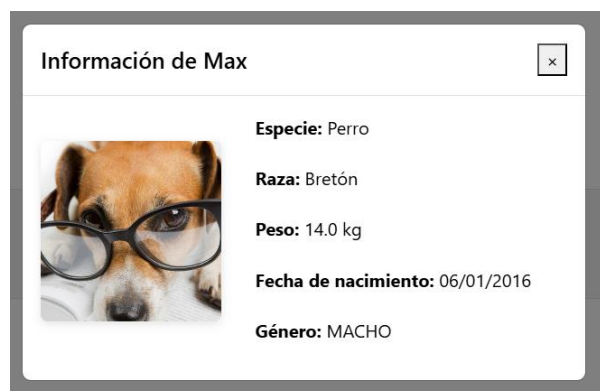 Información de Max
×
Especie: Perro
Raza: Bretón
Peso: 14.0 kg
Fecha de nacimiento: 06/01/2016
Género: MACHO